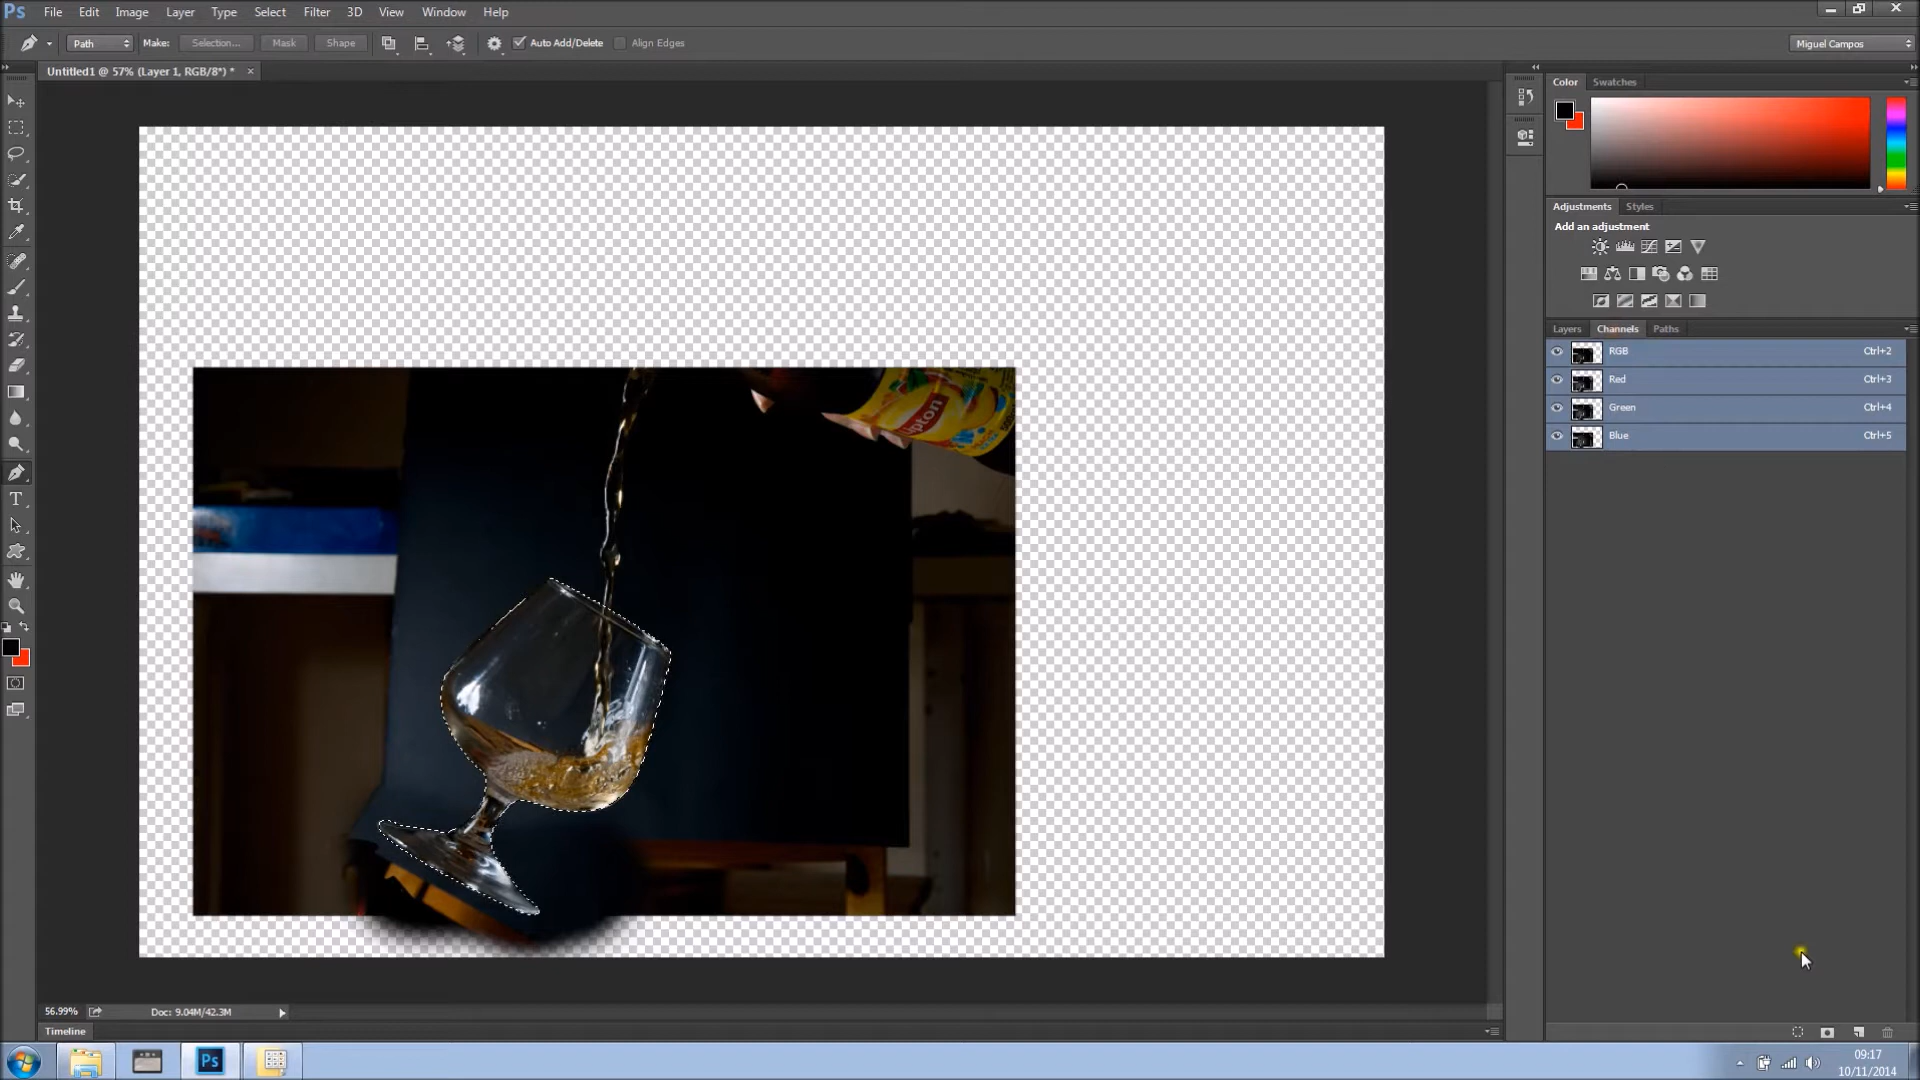 Ps File Edit Image Layer Type Select Filter 3D View Window Help
Path Make: Selection... Mask Shape Auto Add/Delete Align Edges Miguel Campos
Untitled1 @ 57% (Layer 1, RGB/8*) * ×
Color Swatches
Adjustments Styles
Add an adjustment
Layers Channels Paths
RGB Ctrl+2
Red Ctrl+3
Green Ctrl+4
Blue Ctrl+5
Lipton
T
56.99% Doc: 9.04M/42.3M
Timeline
Ps
09:17
10/11/2014